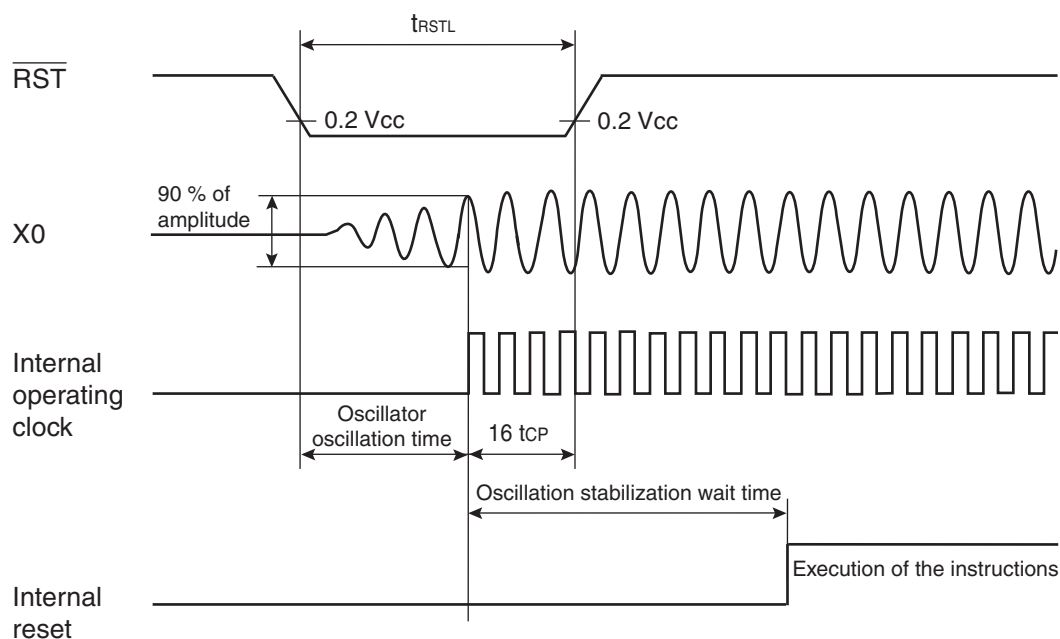 tRSTL
RST
0.2 Vcc
0.2 Vcc
90 % of
amplitude
X0
Internal
operating
clock
Oscillator
oscillation time
16 tCP
Oscillation stabilization wait time
Execution of the instructions
Internal
reset